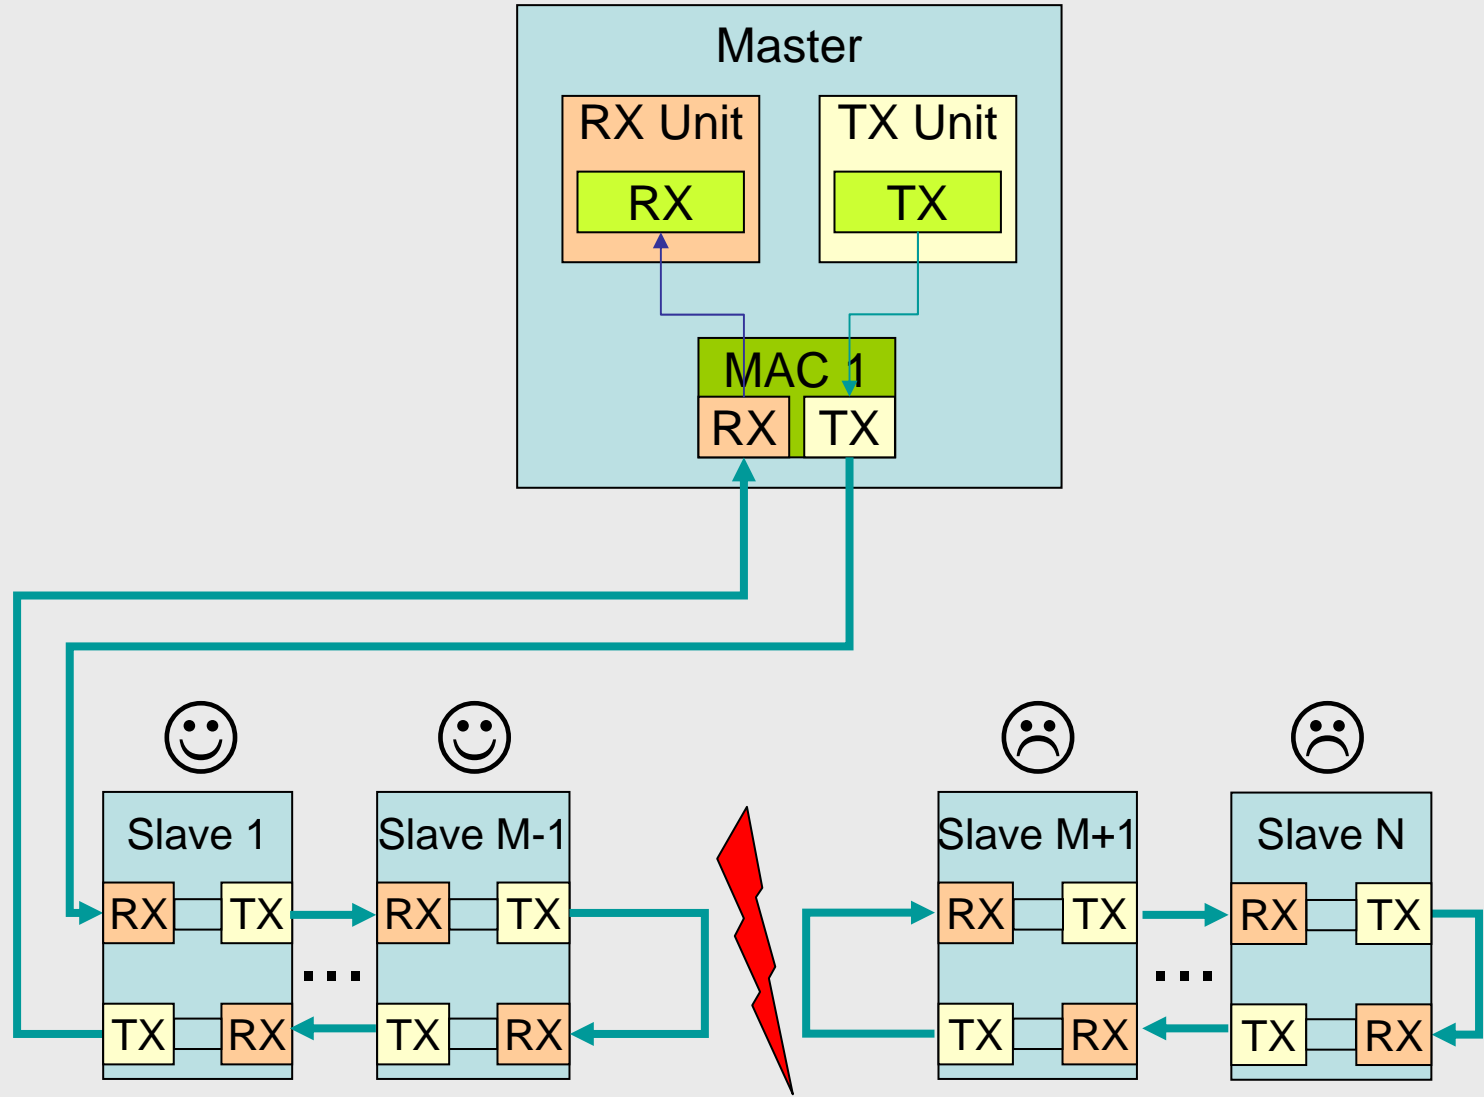 Master
RX Unit TX Unit
RX TX
MAC 1
RX TX
Slave 1 Slave M-1 Slave M+1 Slave N
RX TX RX TX RX TX RX TX
... ...
TX RX TX RX TX RX TX RX